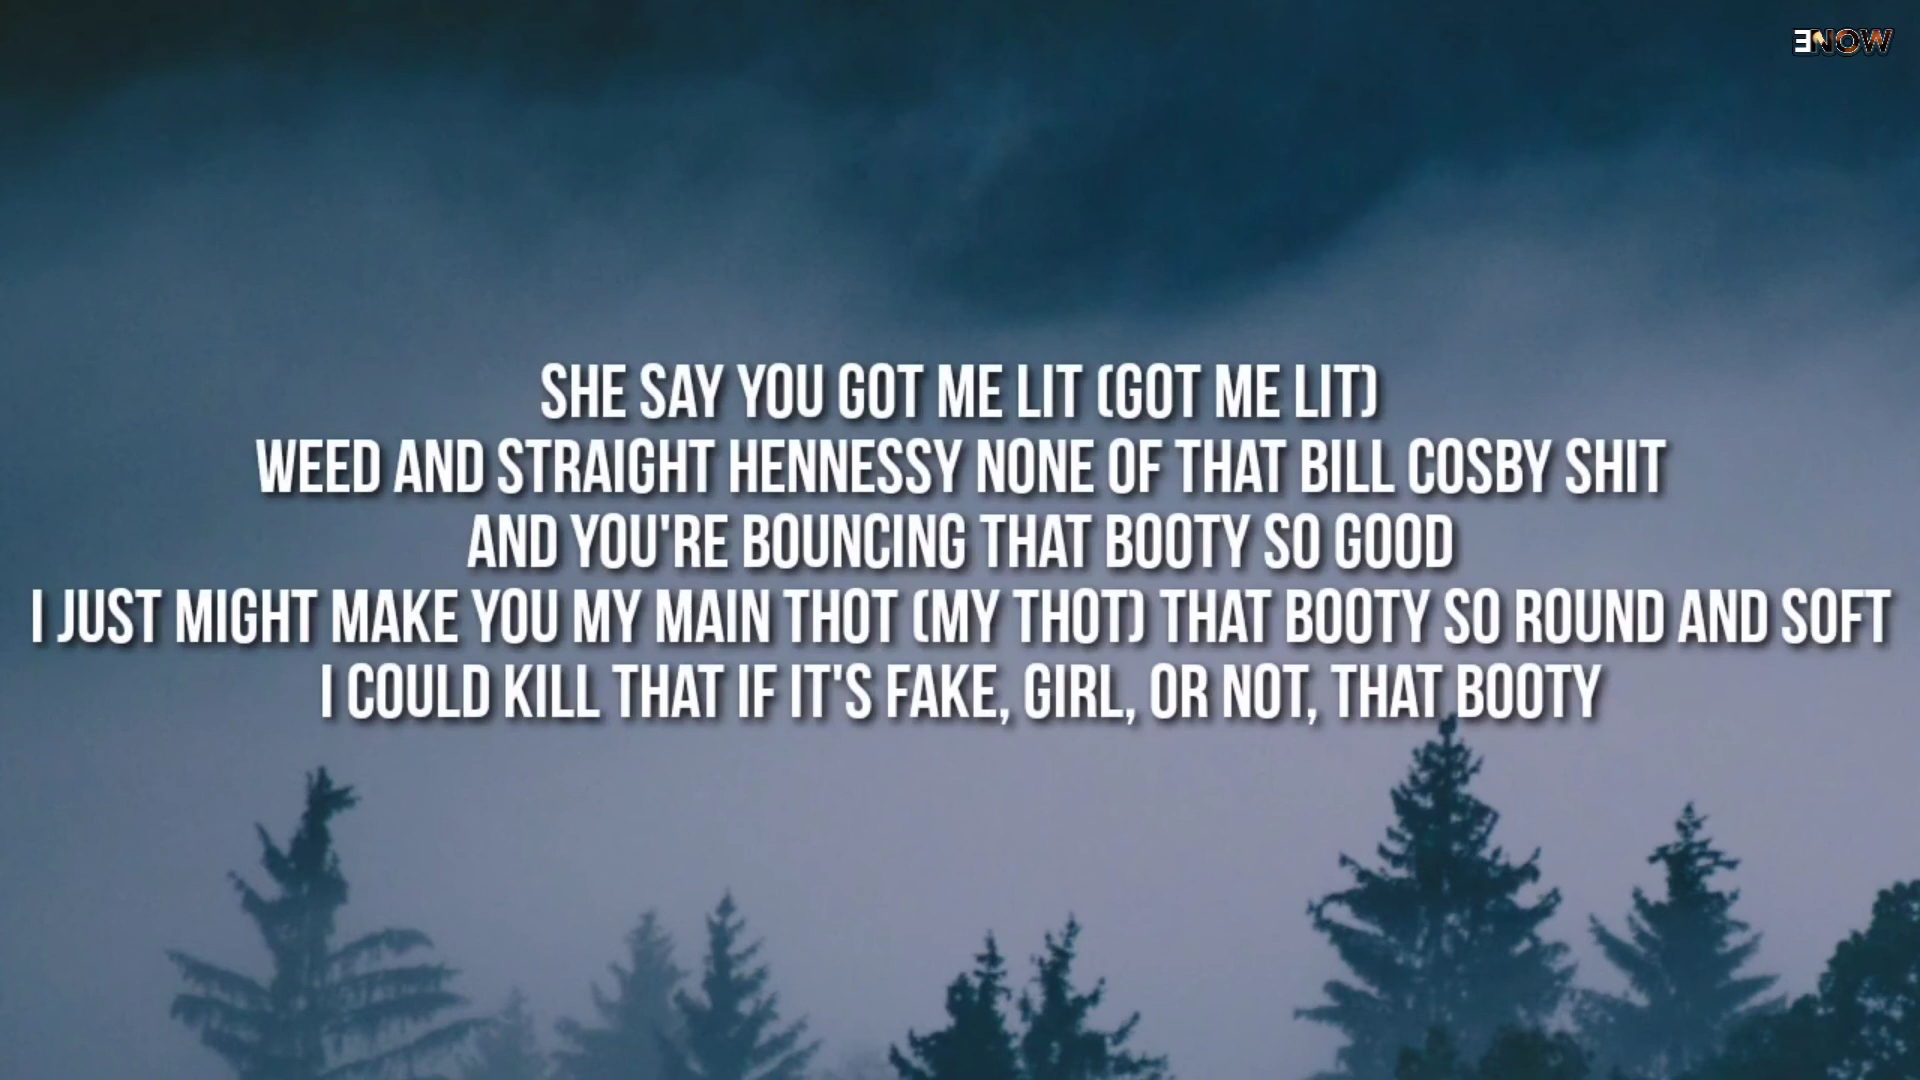 ENOW
SHE SAY YOU GOT ME LIT (GOT ME LIT)
WEED AND STRAIGHT HENNESSY NONE OF THAT BILL COSBY SHIT
AND YOU'RE BOUNCING THAT BOOTY SO GOOD
I JUST MIGHT MAKE YOU MY MAIN THOT (MY THOT) THAT BOOTY SO ROUND AND SOFT
I COULD KILL THAT IF IT'S FAKE, GIRL, OR NOT, THAT BOOTY